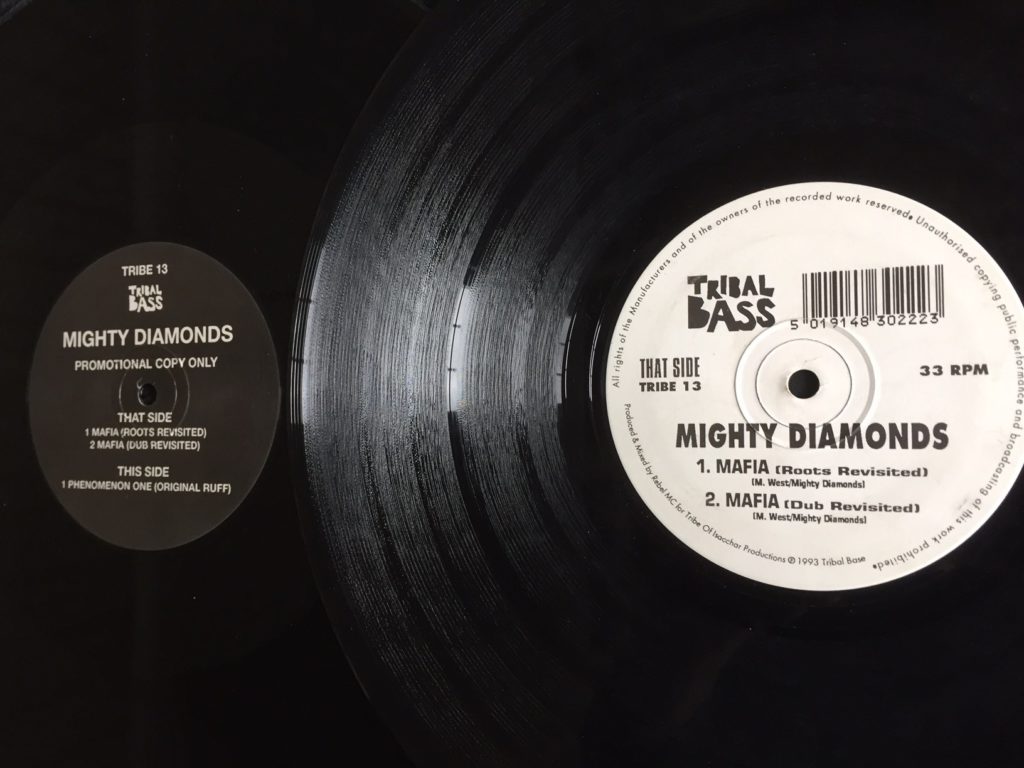 TRIBE 13
TRIBAL
BASS
MIGHTY DIAMONDS
PROMOTIONAL COPY ONLY
THAT SIDE
1 MAFIA (ROOTS REVISITED)
2 MAFIA (DUB REVISITED)
THIS SIDE
1 PHENOMENON ONE (ORIGINAL RUFF)
All rights of the Manufacturers and of the owners of the recorded work reserved. Unauthorised copying public performance and broadcasting of this work prohibited.
TRIBAL
BASS
5 019148 302223
THAT SIDE
TRIBE 13
33 RPM
MIGHTY DIAMONDS
1. MAFIA (Roots Revisited)
(M. West/Mighty Diamonds)
2. MAFIA (Dub Revisited)
(M. West/Mighty Diamonds)
Produced & Mixed by Rebel MC for Tribe Of Isacchar Productions ℗ 1993 Tribal Base